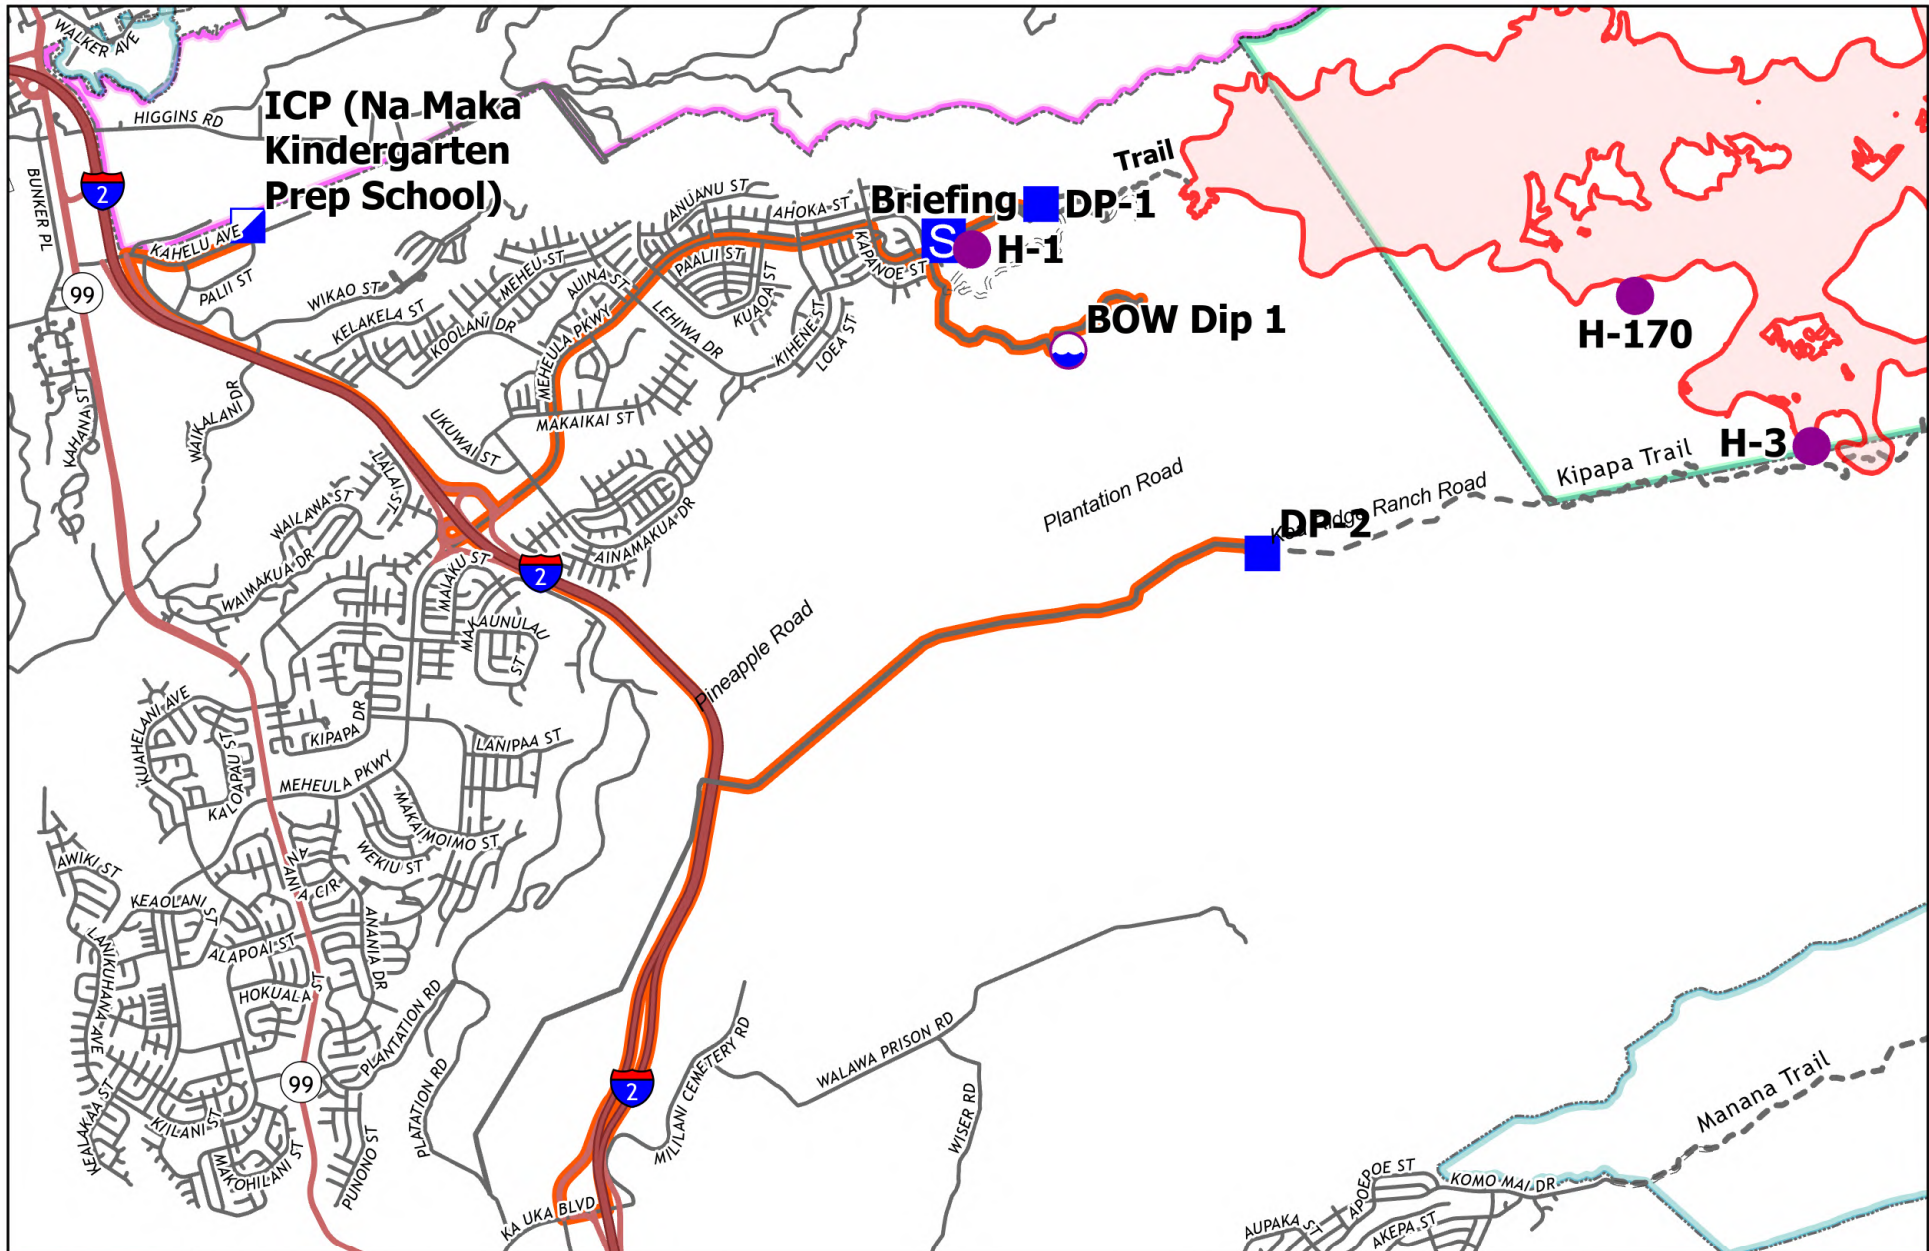 WALKER AVE
HIGGINS RD
ICP (Na Maka
Kindergarten
Prep School)
2
BUNKER PL
KAHELU AVE
99
PALII ST
WIKAO ST
KELAKELA ST
MEHEU ST
KOOLANI DR
AUINA ST
ANUANU ST
AHOKA ST
PAALII ST
KUAOA ST
KAPANOE ST
MEHEULA PKWY
LEHIWA DR
KIHENE ST
LOEA ST
Briefing
S
DP-1
H-1
Trail
BOW Dip 1
H-170
H-3
Kipapa Trail
Ridge Ranch Road
DP-2
Plantation Road
Pineapple Road
KAHANA ST
WAIKALANI DR
UKUWAI ST
MAKAIKAI ST
LALAI ST
WAILAWA ST
WAIMAKUA DR
AINAMAKUA DR
MAIAKU ST
2
MAKAUNULAU
ST
KUAHELANI AVE
KALOAPAU ST
KIPAPA DR
LANIPAA ST
MEHEULA PKWY
MAKAIMOIMO ST
WEKIU ST
AWIKI ST
KEAOLANI
ST
ANANIA CIR
ANANIA DR
ALAPOAI ST
LANIKUHANA AVE
HOKUALA ST
PLANTATION RD
PLATATION RD
99
KEALAKAA ST
KIILANI ST
MAKOHILANI ST
PUNONO ST
2
MILILANI CEMETERY RD
WALAWA PRISON RD
WISER RD
KA UKA BLVD
Manana Trail
APOEPOE ST
KOMO MAI DR
AUPAKA ST
AKEPA ST